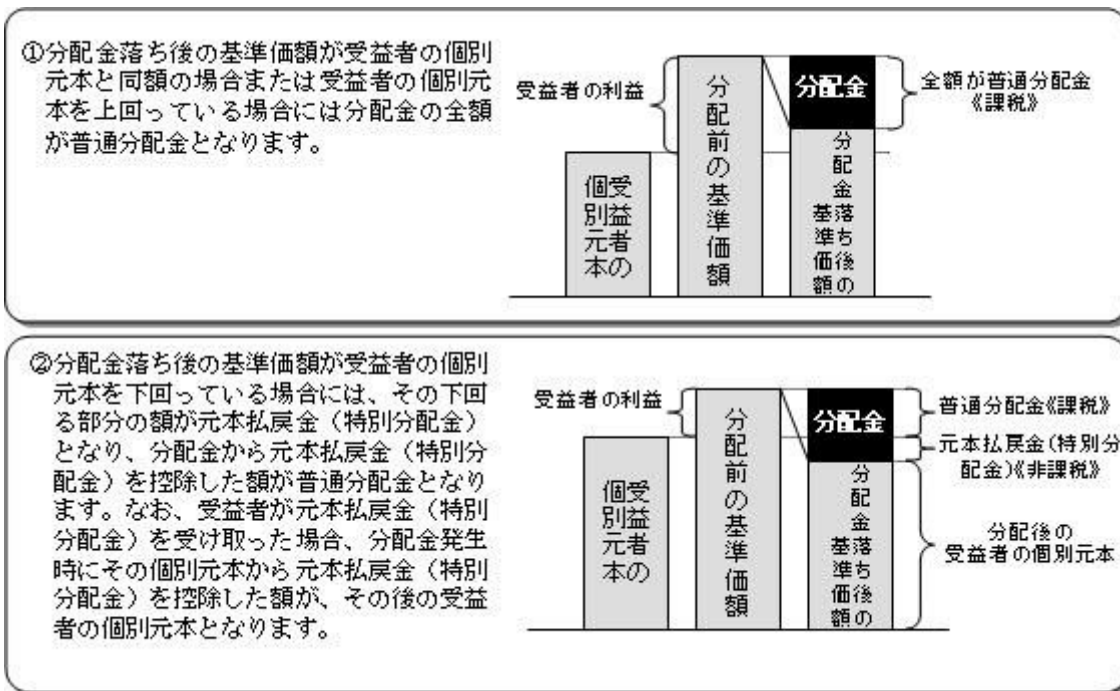 ①分配金落ち後の基準価額が受益者の個別
元本と同額の場合または受益者の個別元
本を上回っている場合には分配金の全額
が普通分配金となります。
受益者の利益
受益者の
個別元本
分配前の基準価額
分配金
分配金落ち後の
基準価額
全額が普通分配金
《課税》
②分配金落ち後の基準価額が受益者の個別
元本を下回っている場合には、その下回
る部分の額が元本払戻金（特別分配金）
となり、分配金から元本払戻金（特別分
配金）を控除した額が普通分配金となり
ます。なお、受益者が元本払戻金（特別
分配金）を受け取った場合、分配金発生
時にその個別元本から元本払戻金（特別
分配金）を控除した額が、その後の受益
者の個別元本となります。
受益者の利益
受益者の
個別元本
分配前の基準価額
分配金
分配金落ち後の
基準価額
普通分配金《課税》
元本払戻金(特別分
配金)《非課税》
分配後の
受益者の個別元本